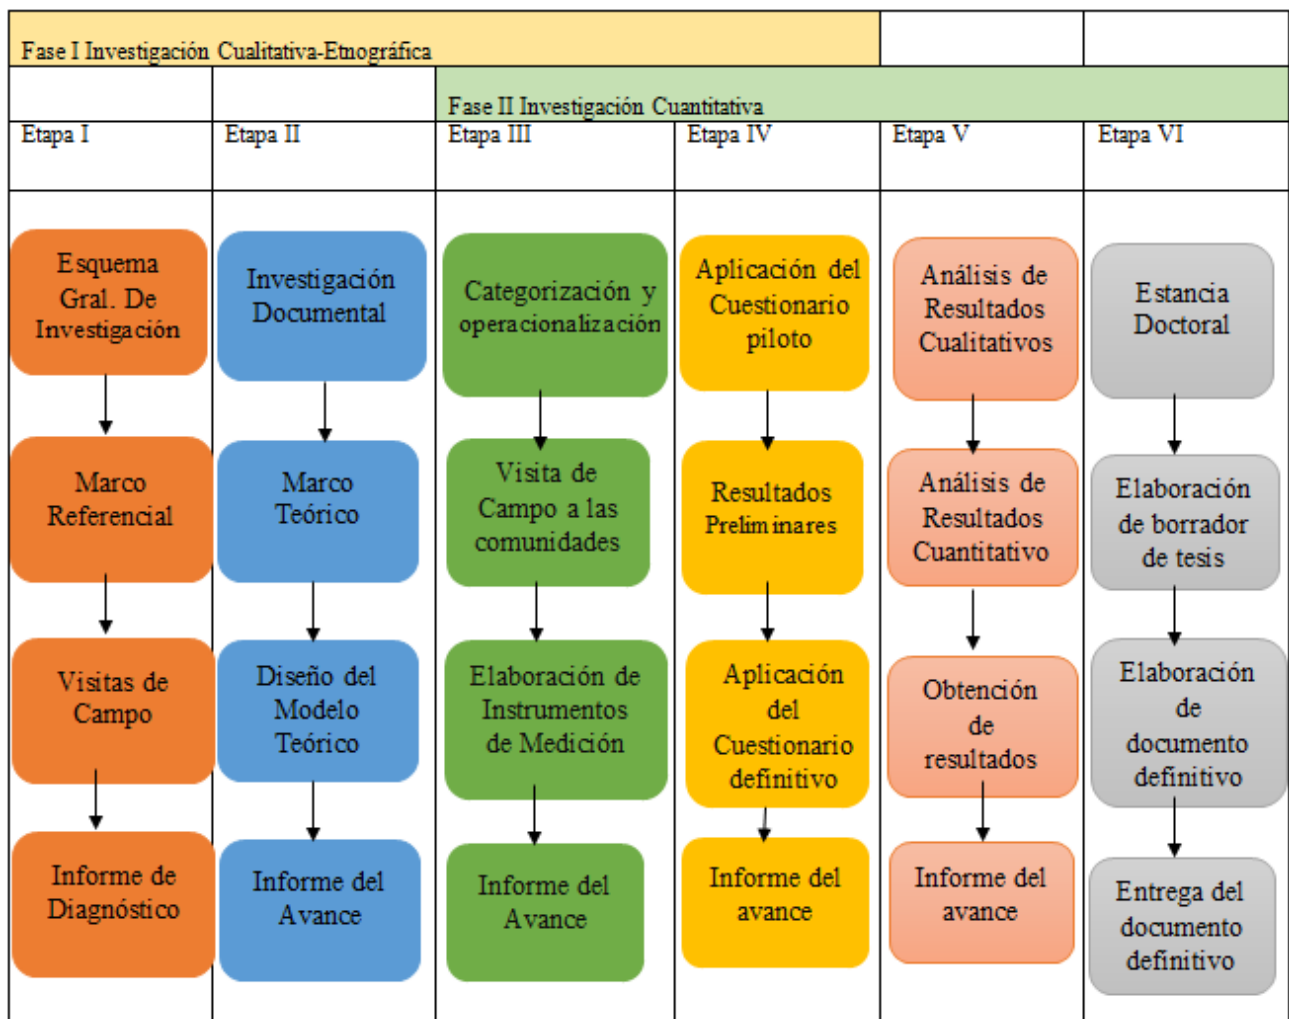 Fase I Investigación Cualitativa-Etnográfica
Fase II Investigación Cuantitativa
Etapa I
Etapa II
Etapa III
Etapa IV
Etapa V
Etapa VI
Esquema
Gral. De
Investigación
Marco
Referencial
Visitas de
Campo
Informe de
Diagnóstico
Investigación
Documental
Marco
Teórico
Diseño del
Modelo
Teórico
Informe del
Avance
Categorización y
operacionalización
Visita de
Campo a las
comunidades
Elaboración de
Instrumentos
de Medición
Informe del
Avance
Aplicación del
Cuestionario
piloto
Resultados
Preliminares
Aplicación
del
Cuestionario
definitivo
Informe del
avance
Análisis de
Resultados
Cualitativos
Análisis de
Resultados
Cuantitativo
Obtención
de
resultados
Informe del
avance
Estancia
Doctoral
Elaboración
de borrador
de tesis
Elaboración
de
documento
definitivo
Entrega del
documento
definitivo